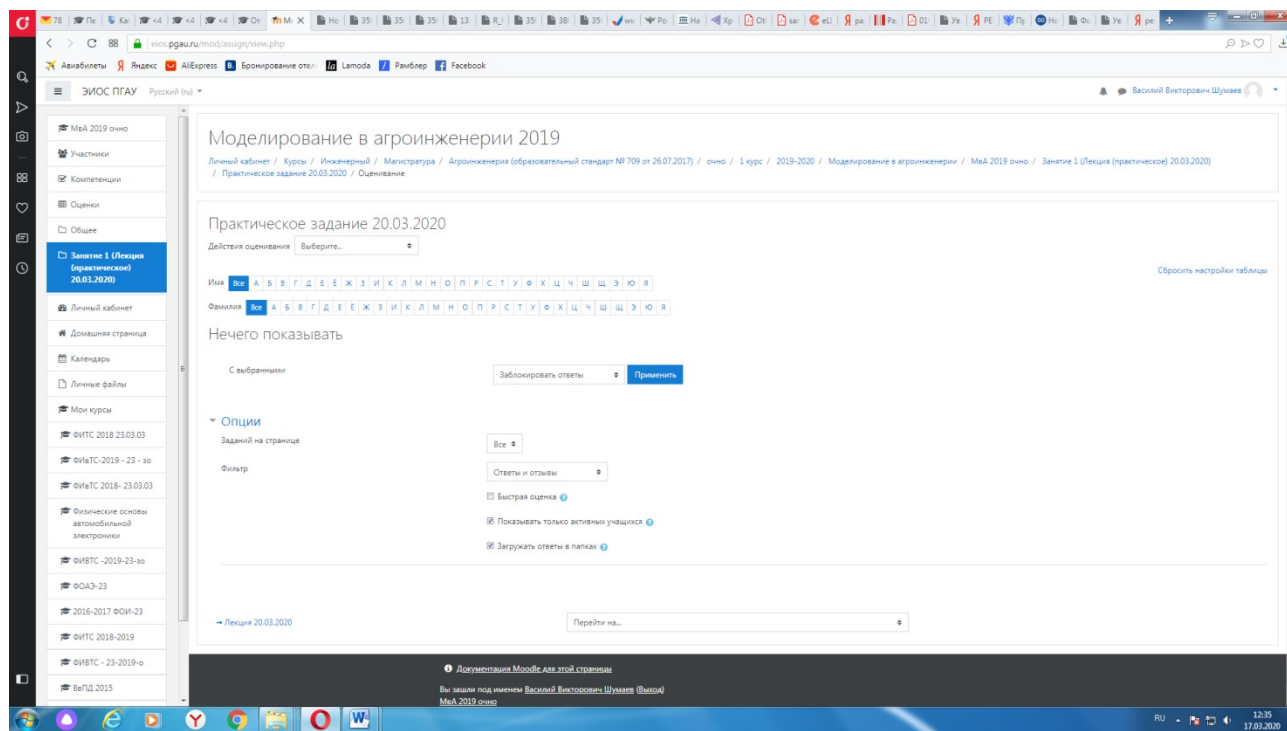 eios.pgau.ru/mod/assign/view.php
Авиабилеты Яндекс AliExpress Бронирование отел Lamoda Рамблер Facebook
ЭИОС ПГАУ Русский (ru)
Василий Викторович Шумаев
МвА 2019 очно
Участники
Компетенции
Оценки
Общее
Занятие 1 (Лекция
(практическое)
20.03.2020)
Личный кабинет
Домашняя страница
Календарь
Личные файлы
Мои курсы
ФИТС 2018 23.03.03
ФИвТС-2019 - 23 - зо
ФИвТС 2018- 23.03.03
Физические основы
автомобильной
электроники
ФИВТС -2019-23-зо
ФОАЭ-23
2016-2017 ФОИ-23
ФИТС 2018-2019
ФИВТС - 23-2019-о
ВвПД 2015
Моделирование в агроинженерии 2019
Личный кабинет / Курсы / Инженерный / Магистратура / Агроинженерия (образовательный стандарт № 709 от 26.07.2017) / очно / 1 курс / 2019-2020 / Моделирование в агроинженерии / МвА 2019 очно / Занятие 1 (Лекция (практическое) 20.03.2020)
/ Практическое задание 20.03.2020 / Оценивание
Практическое задание 20.03.2020
Действия оценивания Выберите...
Сбросить настройки таблицы
Имя Все А Б В Г Д Е Ё Ж З И К Л М Н О П Р С Т У Ф Х Ц Ч Ш Щ Э Ю Я
Фамилия Все А Б В Г Д Е Ё Ж З И К Л М Н О П Р С Т У Ф Х Ц Ч Ш Щ Э Ю Я
Нечего показывать
С выбранными Заблокировать ответы Применить
Опции
Заданий на странице Все
Фильтр Ответы и отзывы
Быстрая оценка
Показывать только активных учащихся
Загружать ответы в папках
Лекция 20.03.2020 Перейти на...
Документация Moodle для этой страницы
Вы зашли под именем Василий Викторович Шумаев (Выход)
МвА 2019 очно
RU 12:35
17.03.2020